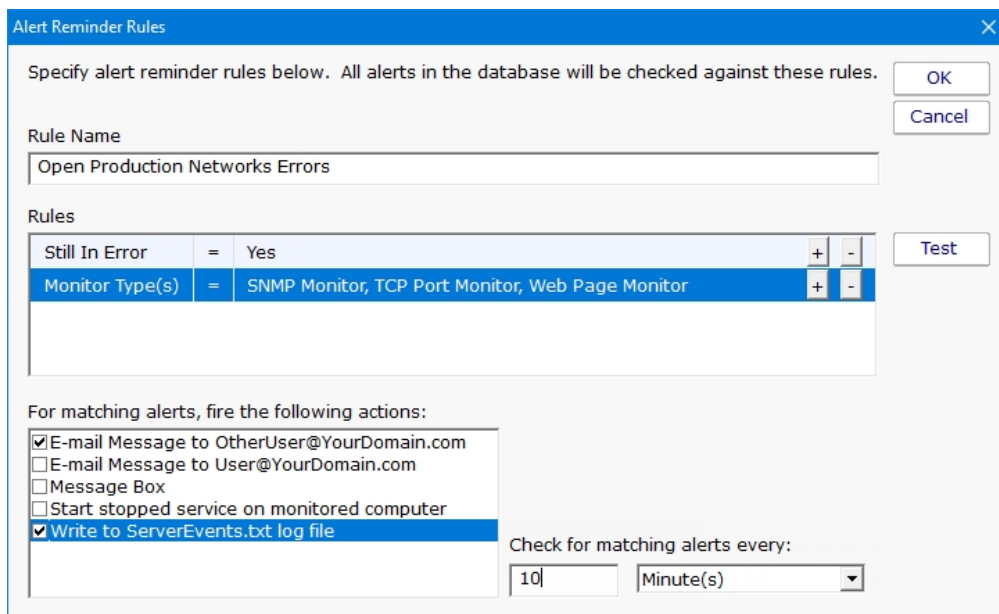 Alert Reminder Rules
Specify alert reminder rules below. All alerts in the database will be checked against these rules.
OK
Cancel
Rule Name
Open Production Networks Errors
Rules
Still In Error = Yes + -
Test
Monitor Type(s) = SNMP Monitor, TCP Port Monitor, Web Page Monitor + -
For matching alerts, fire the following actions:
E-mail Message to OtherUser@YourDomain.com
E-mail Message to User@YourDomain.com
Message Box
Start stopped service on monitored computer
Write to ServerEvents.txt log file
Check for matching alerts every:
10 Minute(s)